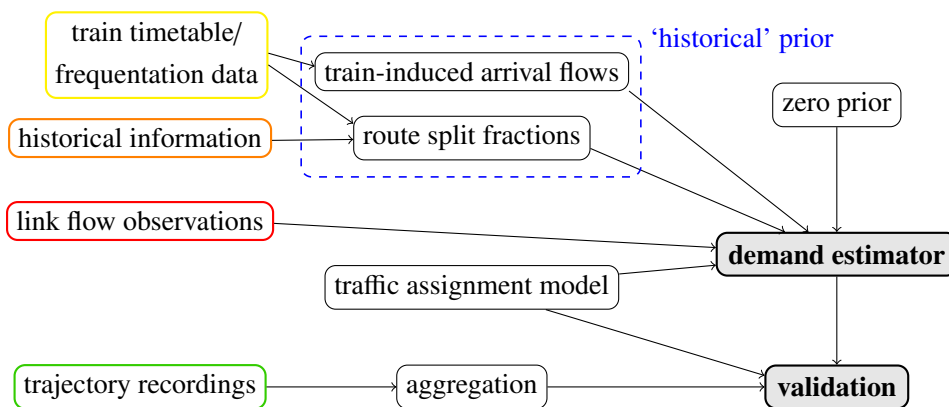 train timetable/
frequentation data
‘historical’ prior
train-induced arrival flows
zero prior
historical information
route split fractions
link flow observations
demand estimator
traffic assignment model
trajectory recordings
aggregation
validation